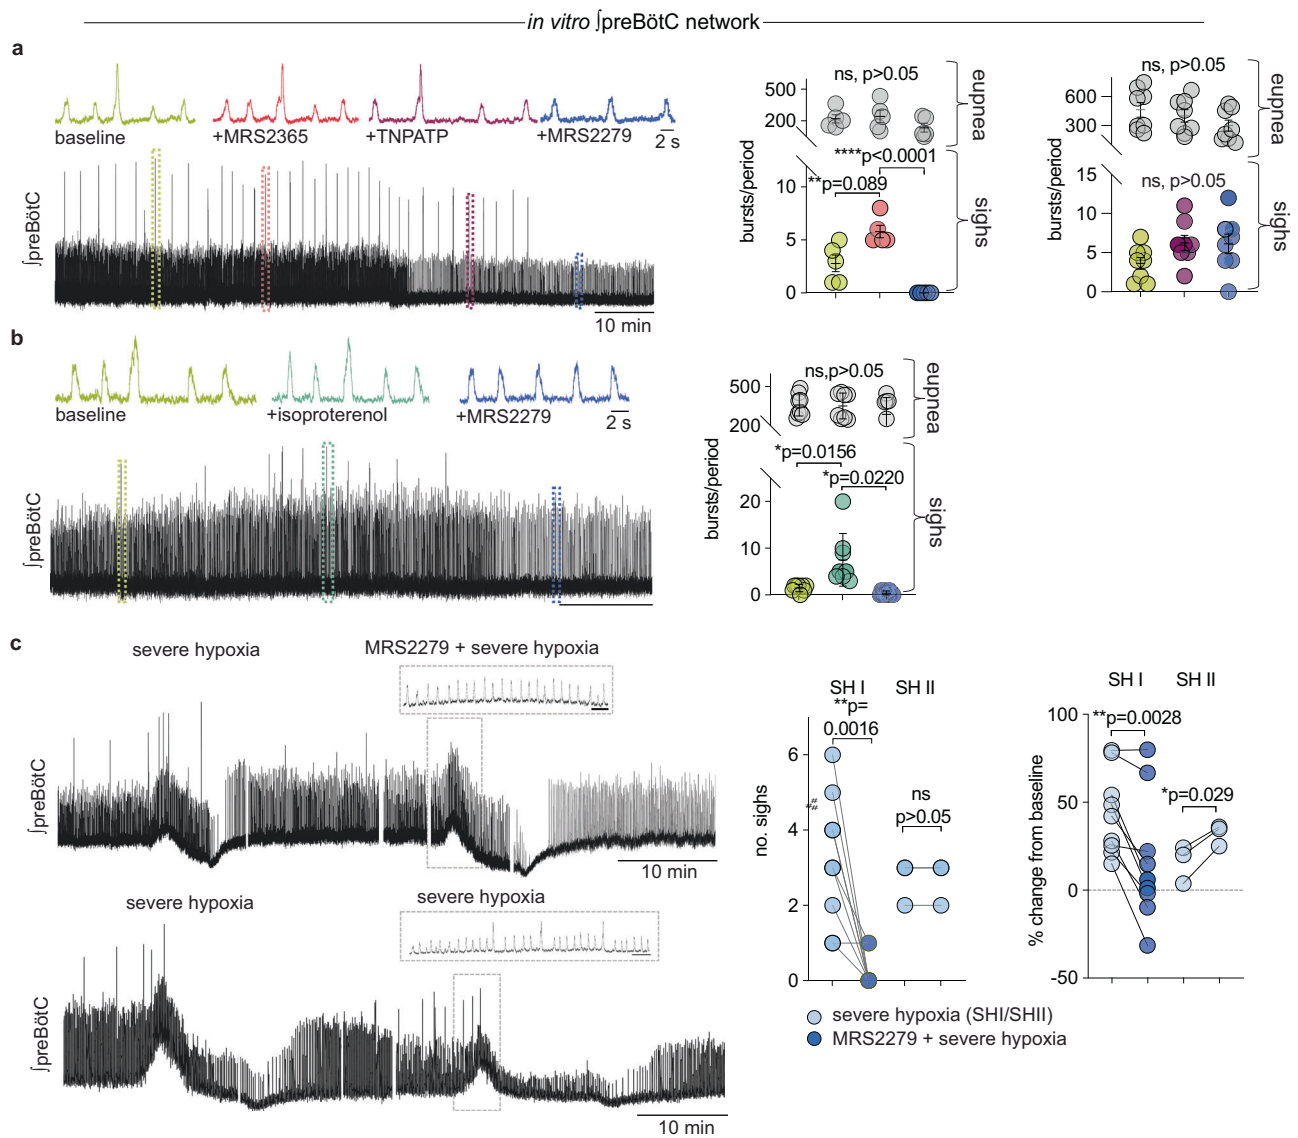 in vitro ∫preBötC network
a
baseline
+MRS2365
+TNPATP
+MRS2279
2 s
∫preBötC
10 min
ns, p>0.05
500
200
****p<0.0001
**p=0.089
10
5
0
bursts/period
eupnea
sighs
ns, p>0.05
600
300
ns, p>0.05
15
10
5
0
bursts/period
eupnea
sighs
b
baseline
+isoproterenol
+MRS2279
2 s
∫preBötC
ns,p>0.05
500
200
*p=0.0156
*p=0.0220
20
10
0
bursts/period
eupnea
sighs
c
severe hypoxia
MRS2279 + severe hypoxia
∫preBötC
10 min
severe hypoxia
severe hypoxia
∫preBötC
10 min
SH I
SH II
**p=
0.0016
ns
p>0.05
##
6
4
2
0
no. sighs
SH I
SH II
**p=0.0028
*p=0.029
100
50
0
-50
% change from baseline
severe hypoxia (SHI/SHII)
MRS2279 + severe hypoxia